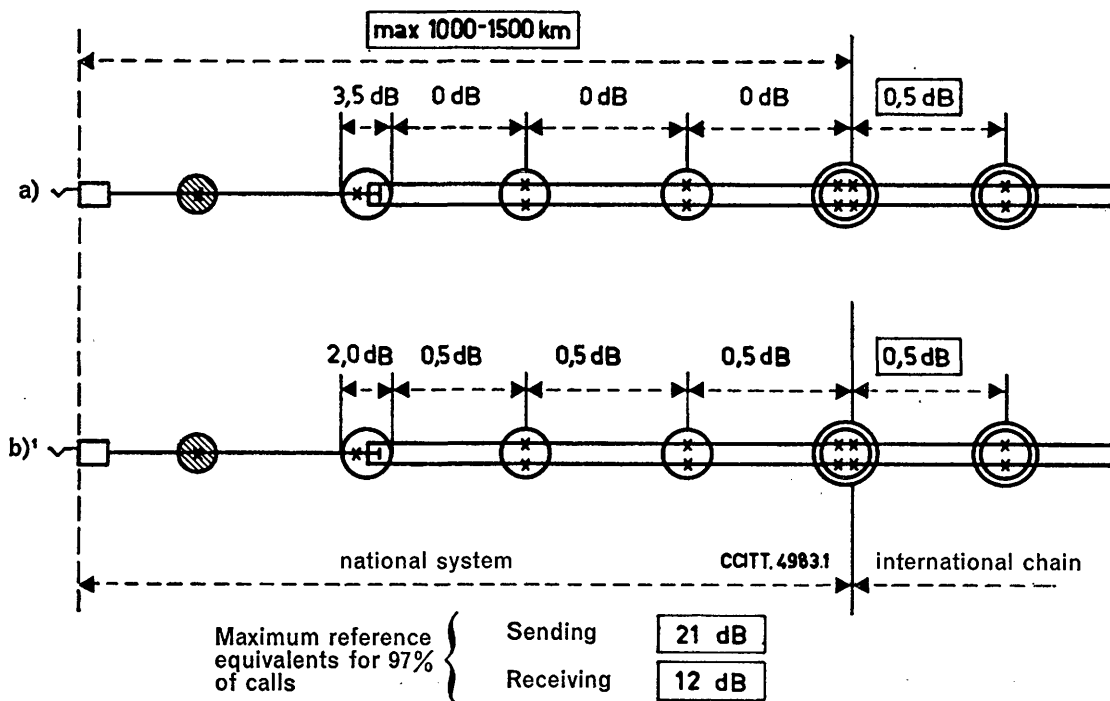 max 1000-1500 km
3,5 dB 0 dB 0 dB 0 dB 0,5 dB
a)
2,0 dB 0,5 dB 0,5 dB 0,5 dB 0,5 dB
b)¹
national system CCITT. 4983.1 international chain
Maximum reference equivalents for 97% of calls
Sending 21 dB
Receiving 12 dB